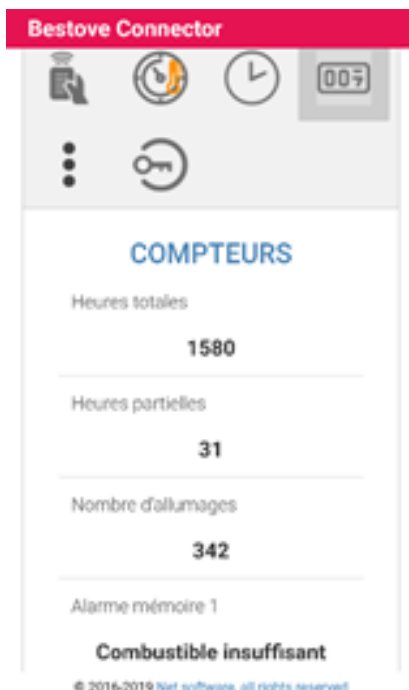 Bestove Connector
COMPTEURS
Heures totales
1580
Heures partielles
31
Nombre d'allumages
342
Alarme mémoire 1
Combustible insuffisant
© 2016-2019 Net software, all rights reserved